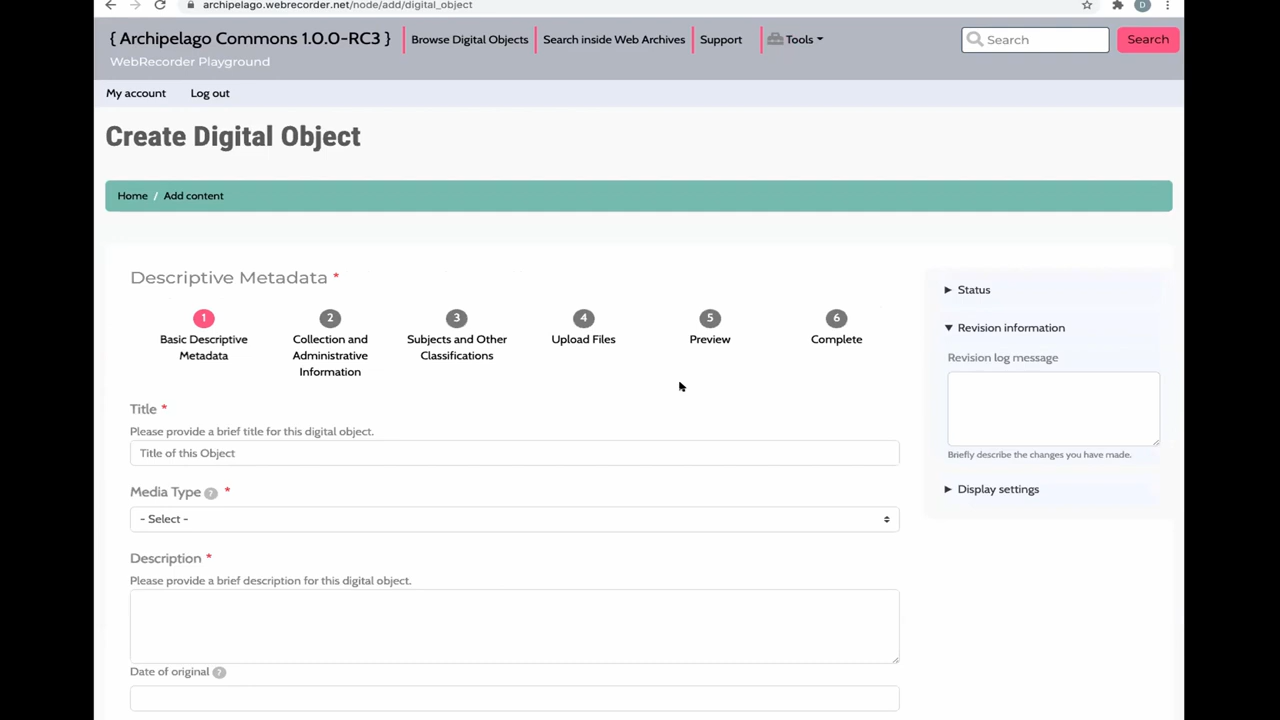 archipelago.webrecorder.net/node/add/digital_object
D
{ Archipelago Commons 1.0.0-RC3 }
WebRecorder Playground
Browse Digital Objects
Search inside Web Archives
Support
Tools
Search
Search
My account
Log out
Create Digital Object
Home / Add content
Descriptive Metadata *
1
Basic Descriptive
Metadata
2
Collection and
Administrative
Information
3
Subjects and Other
Classifications
4
Upload Files
5
Preview
6
Complete
Title *
Please provide a brief title for this digital object.
Title of this Object
Media Type ? *
- Select -
Description *
Please provide a brief description for this digital object.
Date of original ?
Status
Revision information
Revision log message
Briefly describe the changes you have made.
Display settings